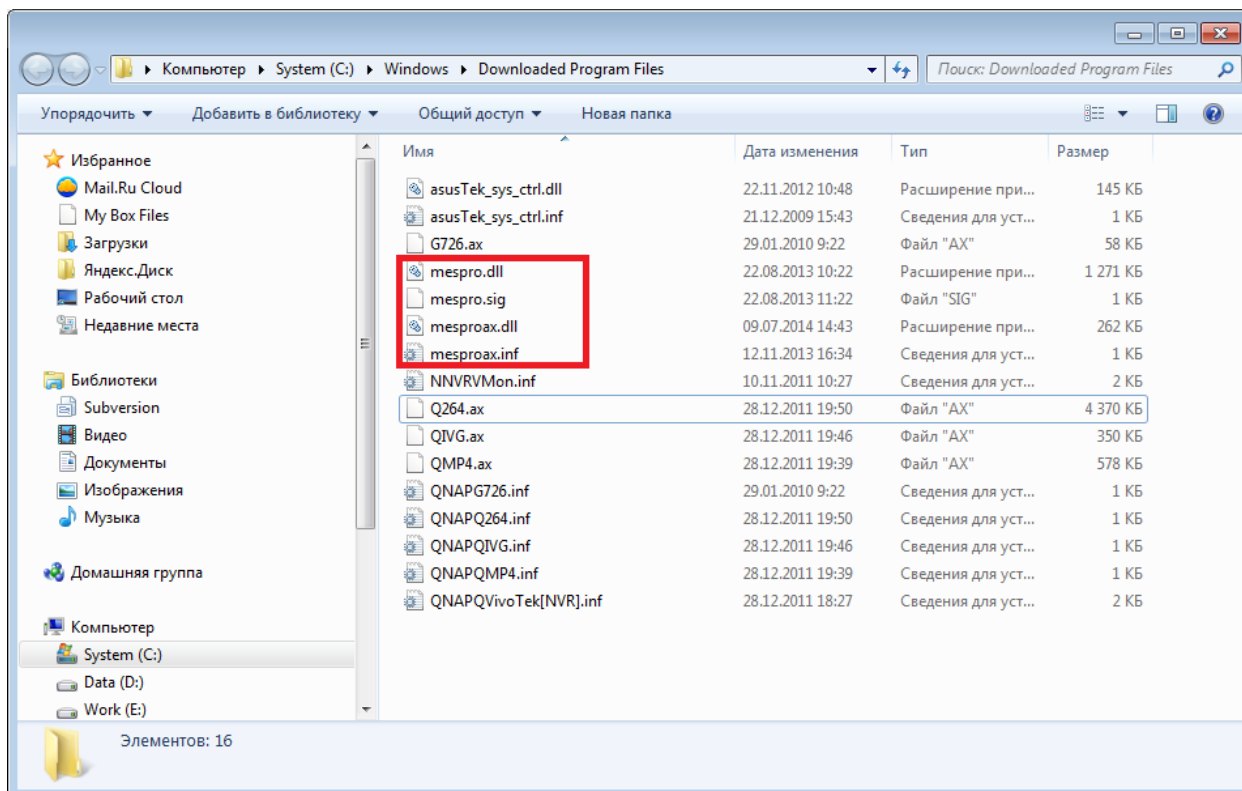 Компьютер ▸ System (C:) ▸ Windows ▸ Downloaded Program Files
Поиск: Downloaded Program Files
Упорядочить Добавить в библиотеку Общий доступ Новая папка
Избранное
Mail.Ru Cloud
My Box Files
Загрузки
Яндекс.Диск
Рабочий стол
Недавние места
Библиотеки
Subversion
Видео
Документы
Изображения
Музыка
Домашняя группа
Компьютер
System (C:)
Data (D:)
Work (E:)
Имя Дата изменения Тип Размер
asusTek_sys_ctrl.dll 22.11.2012 10:48 Расширение при... 145 КБ
asusTek_sys_ctrl.inf 21.12.2009 15:43 Сведения для уст... 1 КБ
G726.ax 29.01.2010 9:22 Файл "AX" 58 КБ
mespro.dll 22.08.2013 10:22 Расширение при... 1 271 КБ
mespro.sig 22.08.2013 11:22 Файл "SIG" 1 КБ
mesproax.dll 09.07.2014 14:43 Расширение при... 262 КБ
mesproax.inf 12.11.2013 16:34 Сведения для уст... 1 КБ
NNVRVMon.inf 10.11.2011 10:27 Сведения для уст... 2 КБ
Q264.ax 28.12.2011 19:50 Файл "AX" 4 370 КБ
QIVG.ax 28.12.2011 19:46 Файл "AX" 350 КБ
QMP4.ax 28.12.2011 19:39 Файл "AX" 578 КБ
QNAPG726.inf 29.01.2010 9:22 Сведения для уст... 1 КБ
QNAPQ264.inf 28.12.2011 19:50 Сведения для уст... 1 КБ
QNAPQIVG.inf 28.12.2011 19:46 Сведения для уст... 1 КБ
QNAPQMP4.inf 28.12.2011 19:39 Сведения для уст... 1 КБ
QNAPQVivoTek[NVR].inf 28.12.2011 18:27 Сведения для уст... 2 КБ
Элементов: 16